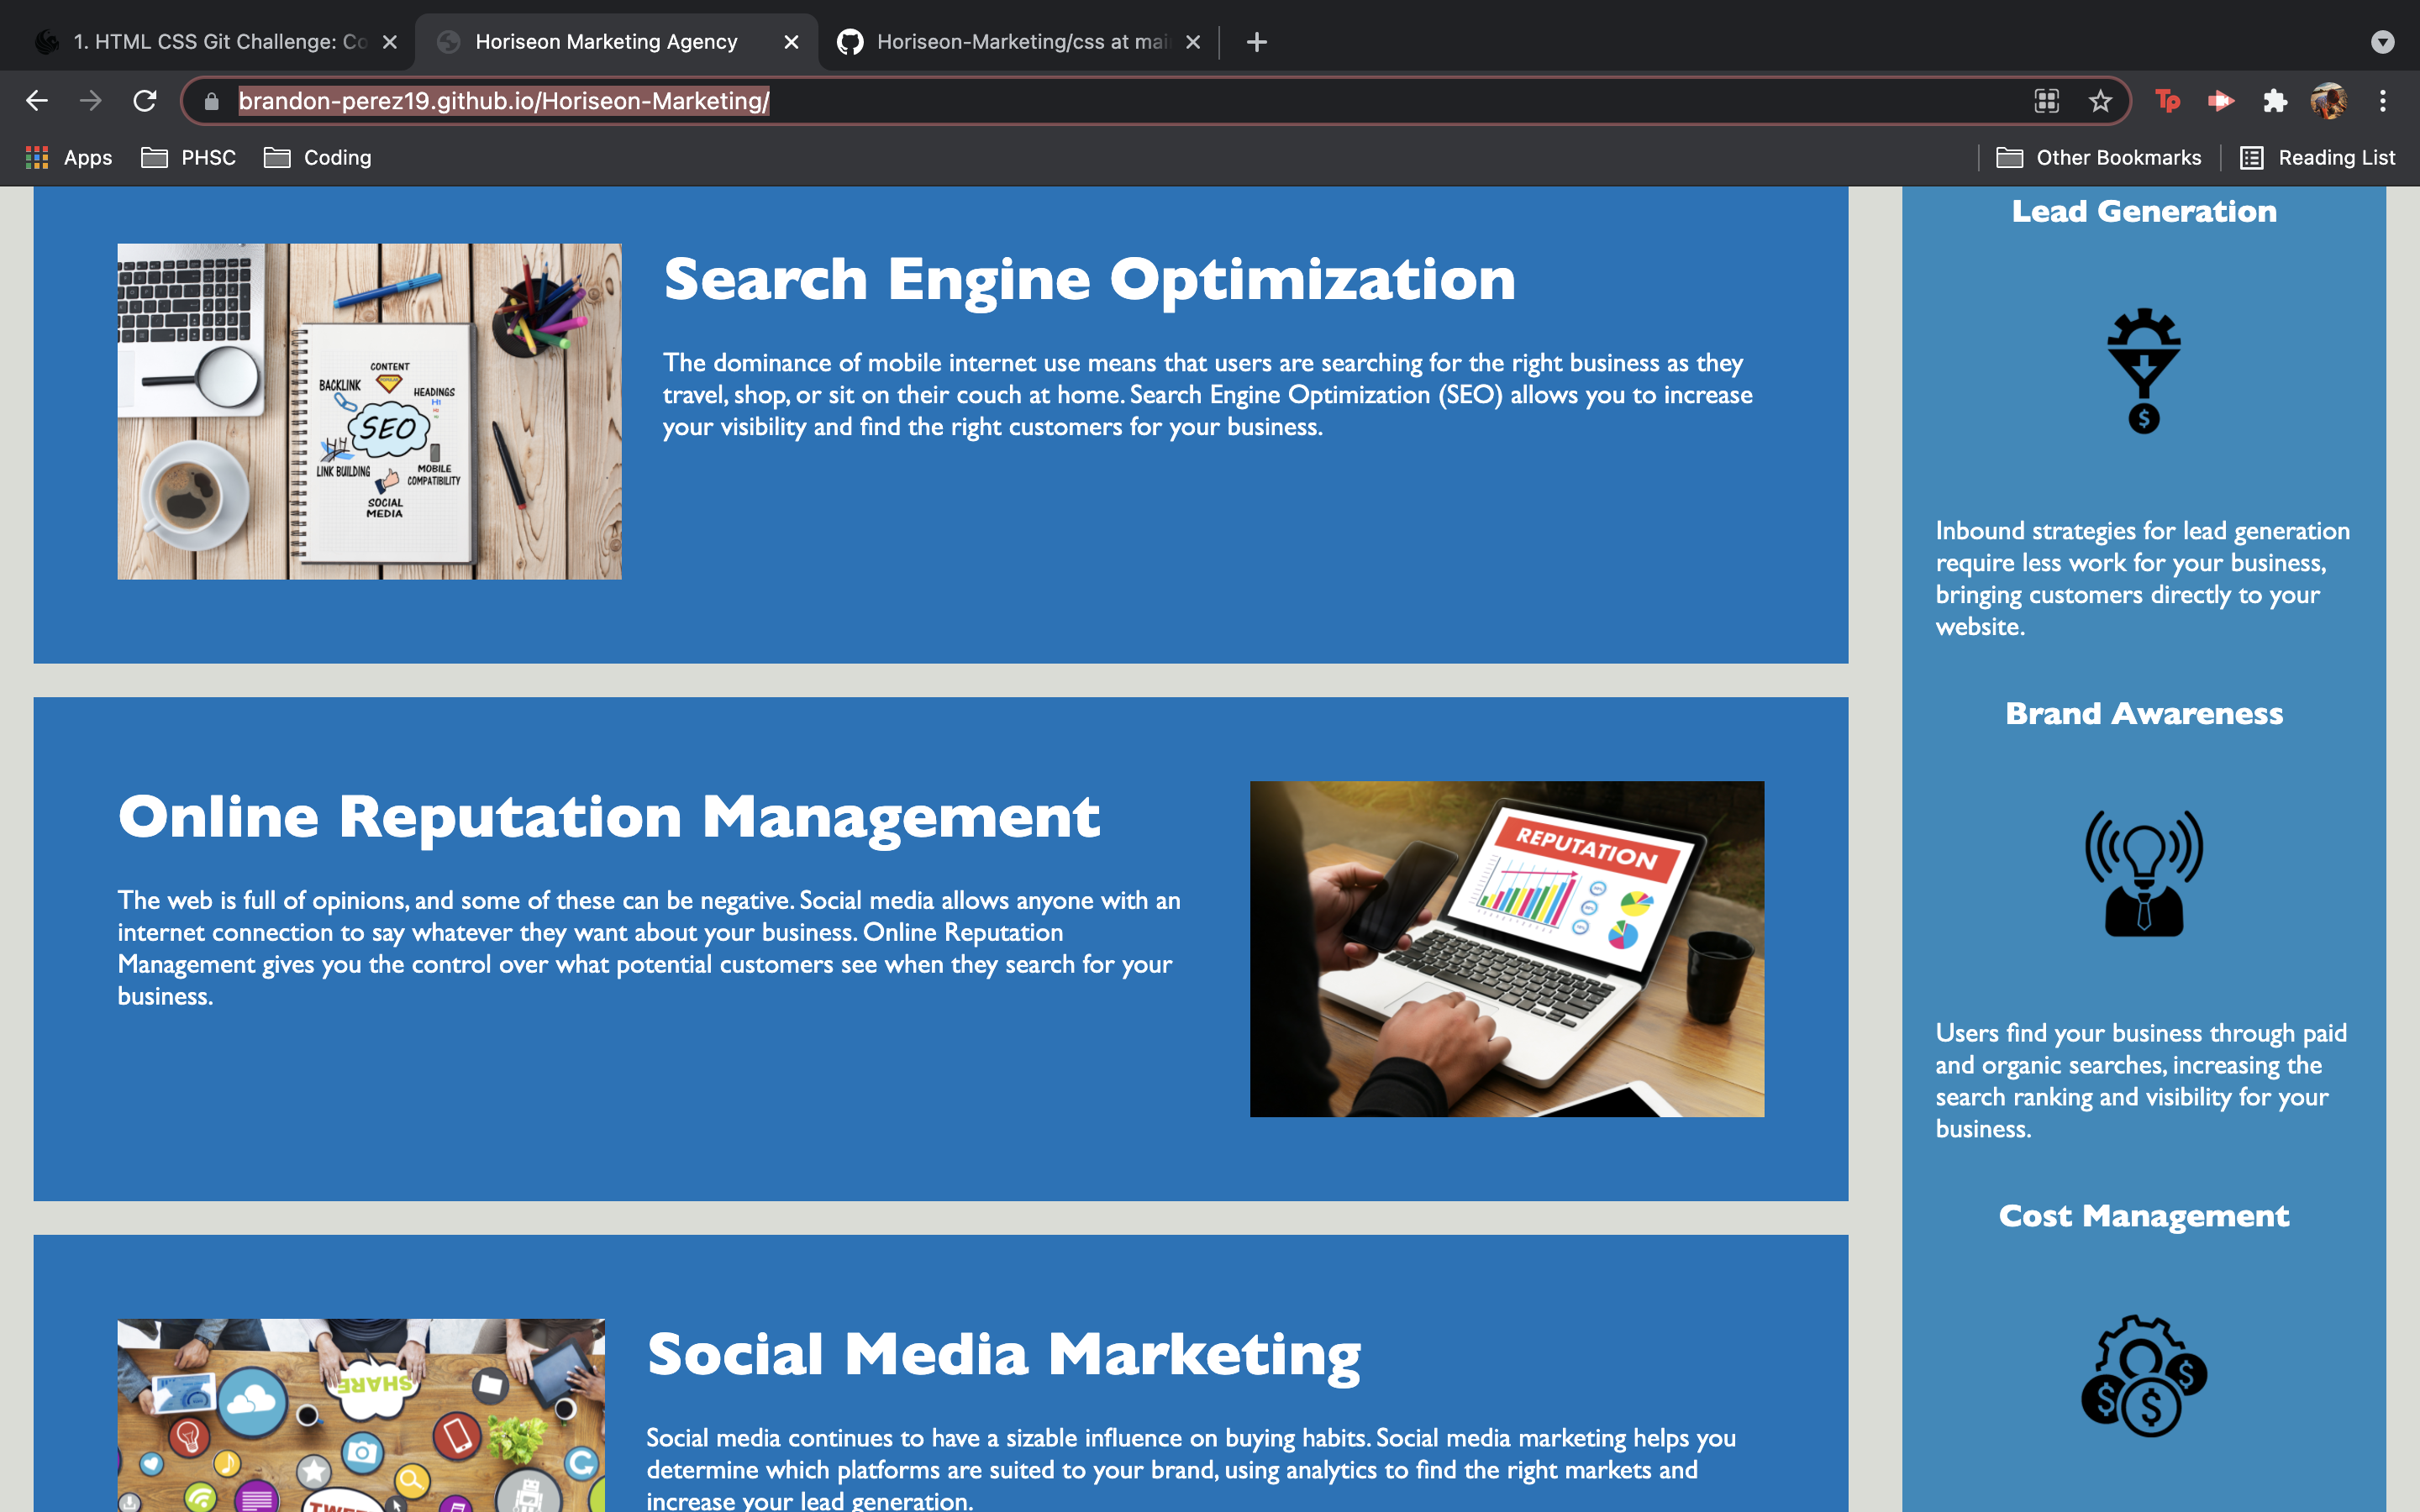 1. HTML CSS Git Challenge: Co
Horiseon Marketing Agency
Horiseon-Marketing/css at mai
brandon-perez19.github.io/Horiseon-Marketing/
Tp
Apps
PHSC
Coding
Other Bookmarks
Reading List
CONTENT
BACKLINK
HEADINGS
H1
SEO
LINK BUILDING
MOBILE
COMPATIBILITY
SOCIAL
MEDIA
Search Engine Optimization
The dominance of mobile internet use means that users are searching for the right business as they
travel, shop, or sit on their couch at home. Search Engine Optimization (SEO) allows you to increase
your visibility and find the right customers for your business.
Online Reputation Management
The web is full of opinions, and some of these can be negative. Social media allows anyone with an
internet connection to say whatever they want about your business. Online Reputation
Management gives you the control over what potential customers see when they search for your
business.
REPUTATION
SHARE
TWEET
Social Media Marketing
Social media continues to have a sizable influence on buying habits. Social media marketing helps you
determine which platforms are suited to your brand, using analytics to find the right markets and
increase your lead generation.
Lead Generation
$
Inbound strategies for lead generation
require less work for your business,
bringing customers directly to your
website.
Brand Awareness
Users find your business through paid
and organic searches, increasing the
search ranking and visibility for your
business.
Cost Management
$ $ $